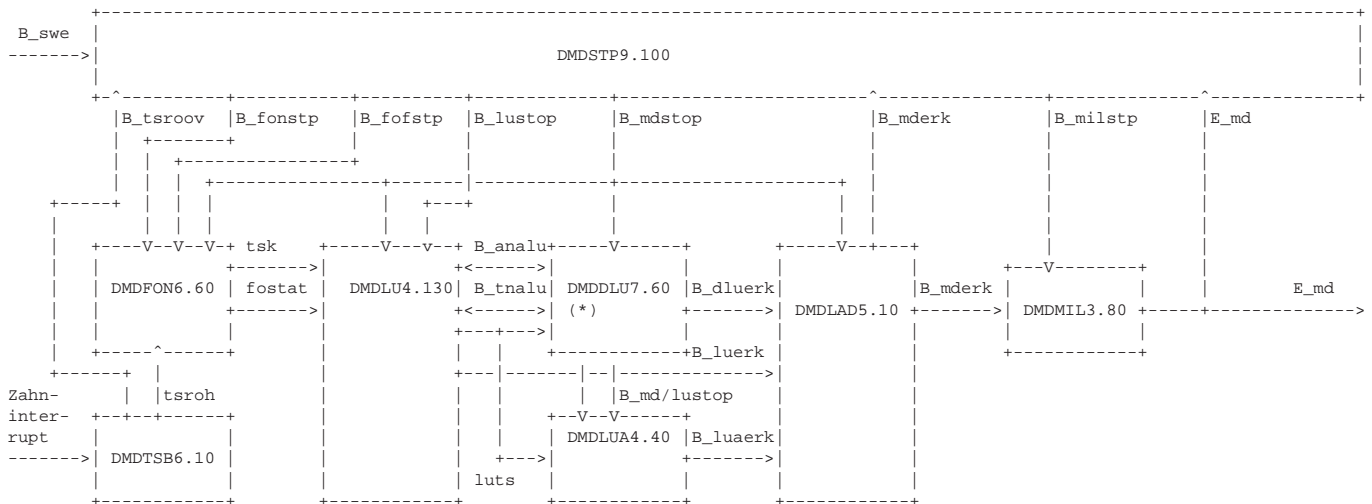 B_swe
DMDSTP9.100
B_tsroov B_fonstp B_fofstp B_lustop B_mdstop B_mderk B_milstp E_md
tsk B_analu
DMDFON6.60 fostat DMDLU4.130 B_tnalu DMDDLU7.60 B_dluerk DMDLAD5.10 B_mderk DMDMIL3.80 E_md
(*)
B_luerk
Zahn- tsroh B_md/lustop
inter-
rupt DMDTSB6.10 DMDLUA4.40 B_luaerk
luts